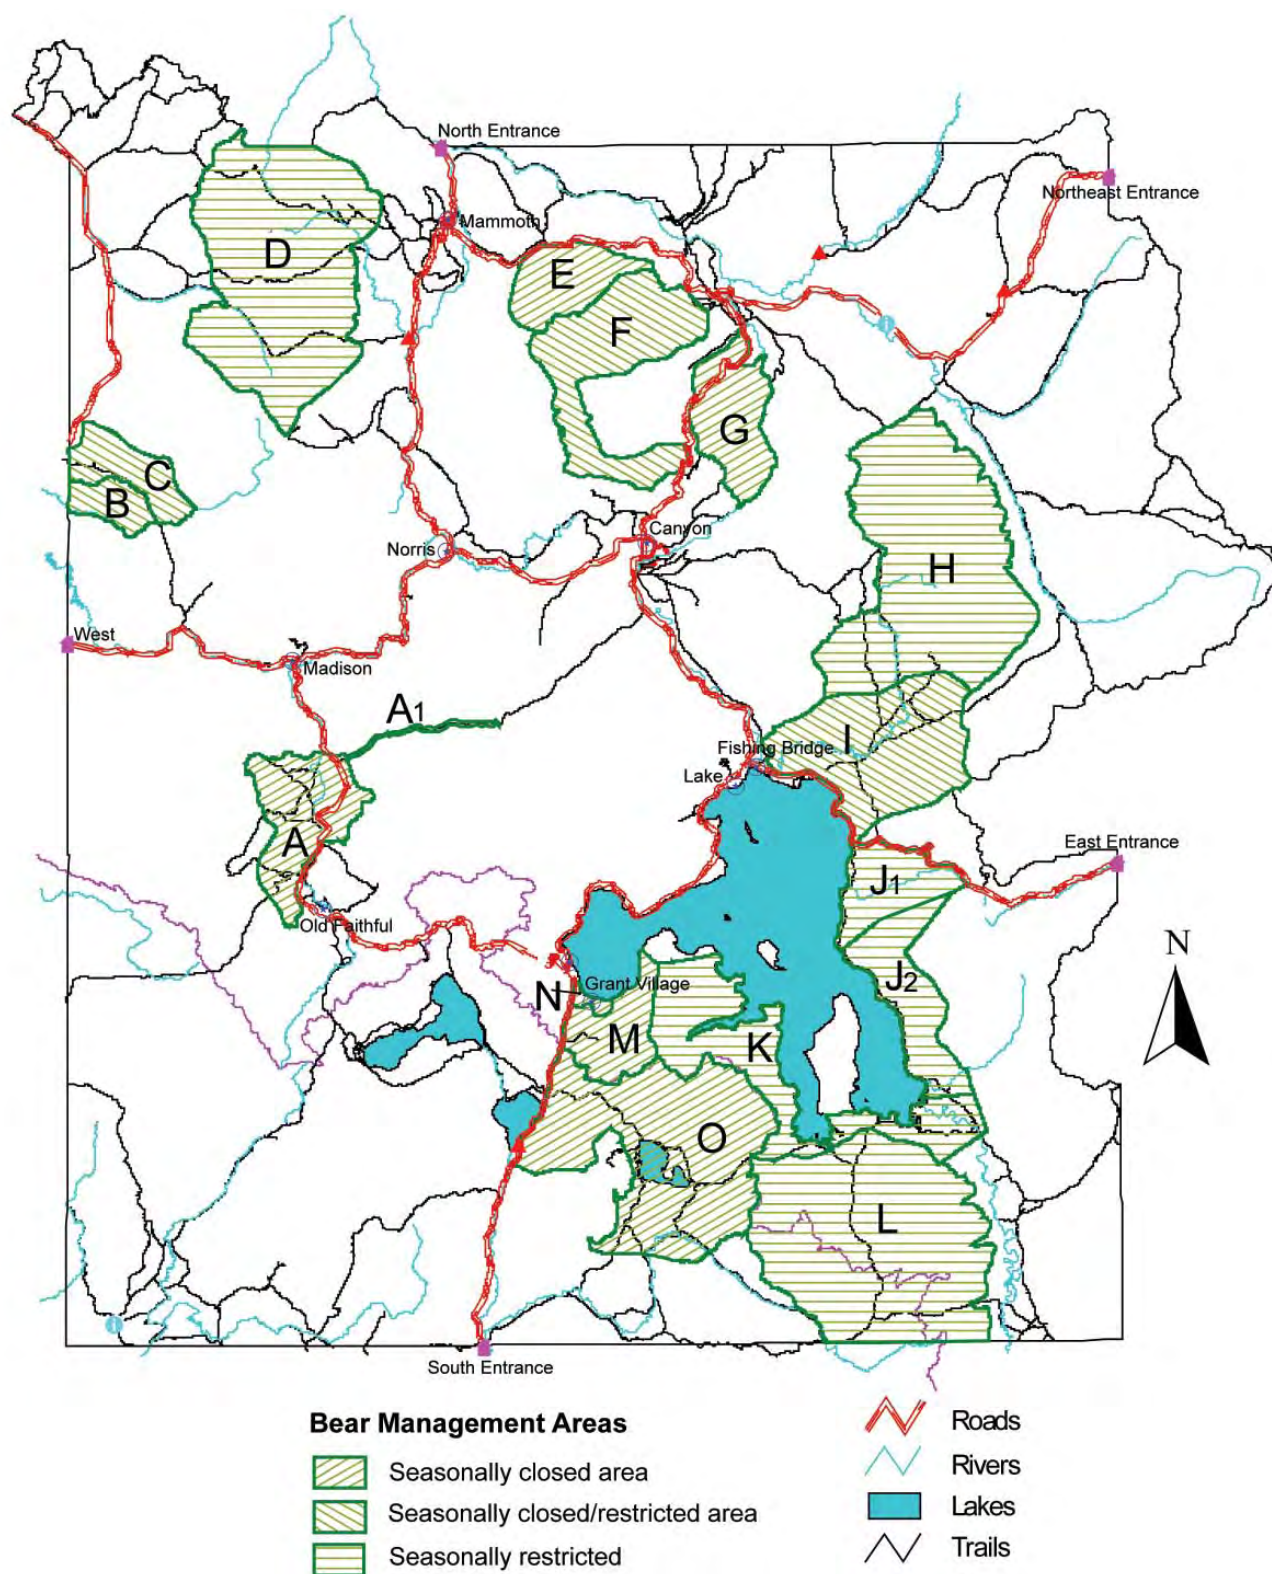 North Entrance
Northeast Entrance
Mammoth
D
E
F
G
C
B
Canyon
Norris
H
West
Madison
A1
I
Fishing Bridge
Lake
A
East Entrance
J1
Old Faithful
J2
N
Grant Village
M
K
O
L
N
South Entrance
Bear Management Areas
Seasonally closed area
Seasonally closed/restricted area
Seasonally restricted
Roads
Rivers
Lakes
Trails